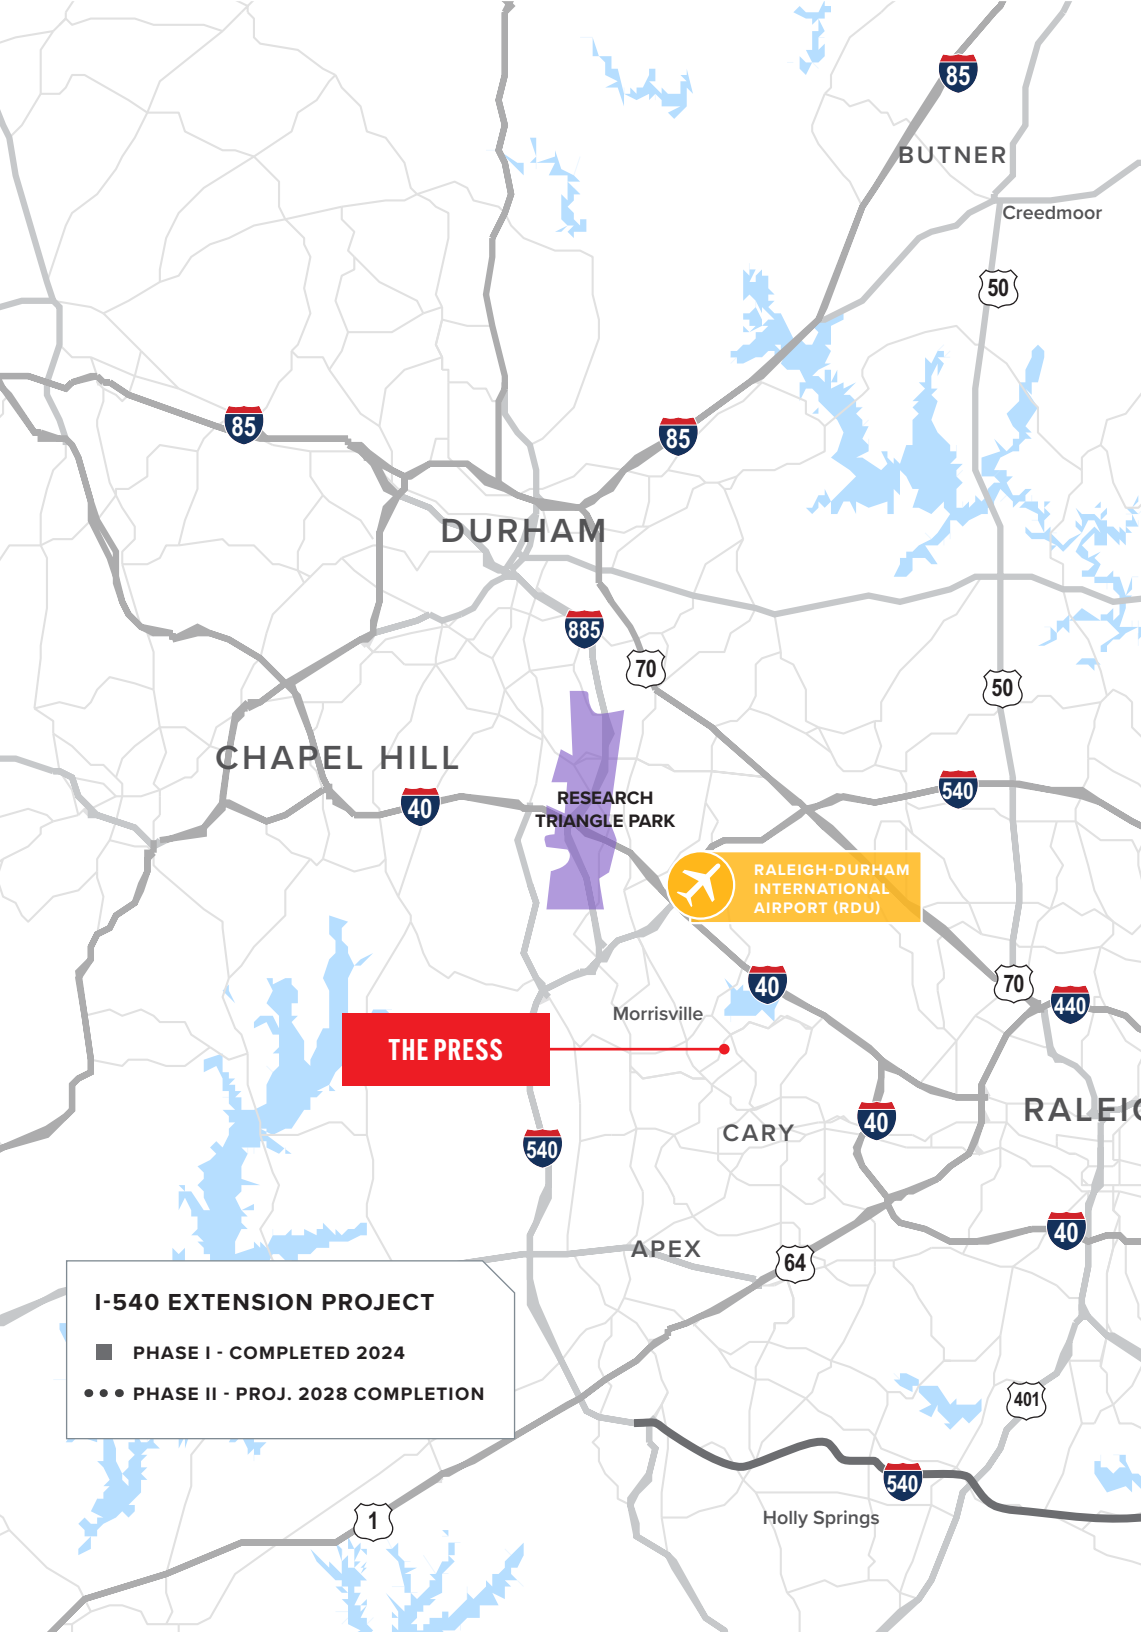 85
BUTNER
Creedmoor
50
85
85
DURHAM
885
70
50
CHAPEL HILL
540
40
RESEARCH
TRIANGLE PARK
RALEIGH-DURHAM
INTERNATIONAL
AIRPORT (RDU)
40
70
440
Morrisville
THE PRESS
RALEIG
40
CARY
540
40
APEX
64
I-540 EXTENSION PROJECT
PHASE I - COMPLETED 2024
PHASE II - PROJ. 2028 COMPLETION
401
540
Holly Springs
1